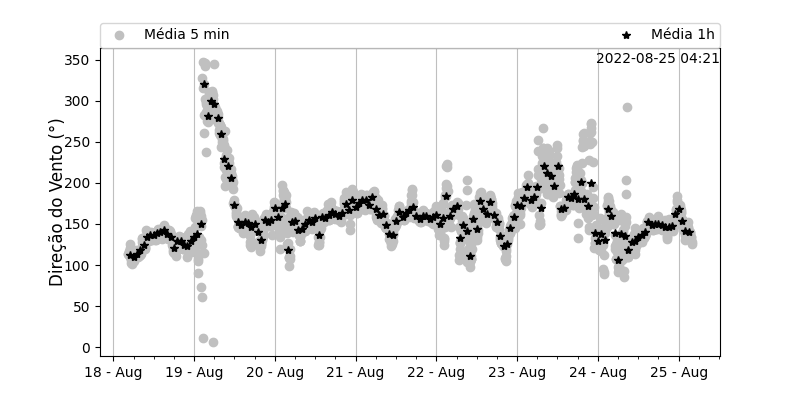 Média 5 min
Média 1h
2022-08-25 04:21
Direção do Vento (°)
350
300
250
200
150
100
50
0
18 - Aug
19 - Aug
20 - Aug
21 - Aug
22 - Aug
23 - Aug
24 - Aug
25 - Aug